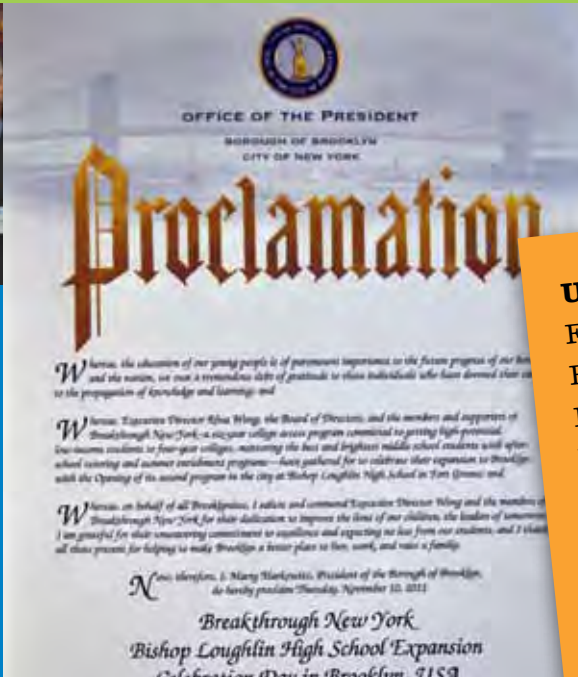 OFFICE OF THE PRESIDENT
BOROUGH OF BROOKLYN
CITY OF NEW YORK
Proclamation
Whereas, the education of our young people is of paramount importance to the future progress of our
and the nation, we owe a tremendous debt of gratitude to those individuals who have devoted their
to the propagation of knowledge and learning; and
Whereas, Executive Director Rhea Wong, the Board of Directors, and the members and supporters of
Breakthrough New York–a six-year college access program committed to getting high-potential,
low-income students to four-year colleges, motivating the best and brightest middle school students with after-
school tutoring and summer enrichment programs–have gathered for to celebrate their expansion to Brooklyn
with the Opening of its second program in the city at Bishop Loughlin High School in Fort Greene; and
Whereas, on behalf of all Brooklynites, I salute and commend Executive Director Wong and the members of
Breakthrough New York for their dedication to improve the lives of our children, the leaders of tomorrow
I am grateful for their unwavering commitment to excellence and expecting no less from our students; and I thank
all those present for helping to make Brooklyn a better place to live, work, and raise a family.
Now, therefore, I, Marty Markowitz, President of the Borough of Brooklyn,
do hereby proclaim Thursday, November 10, 2011
Breakthrough New York
Bishop Loughlin High School Expansion
Celebration Day in Brooklyn, USA